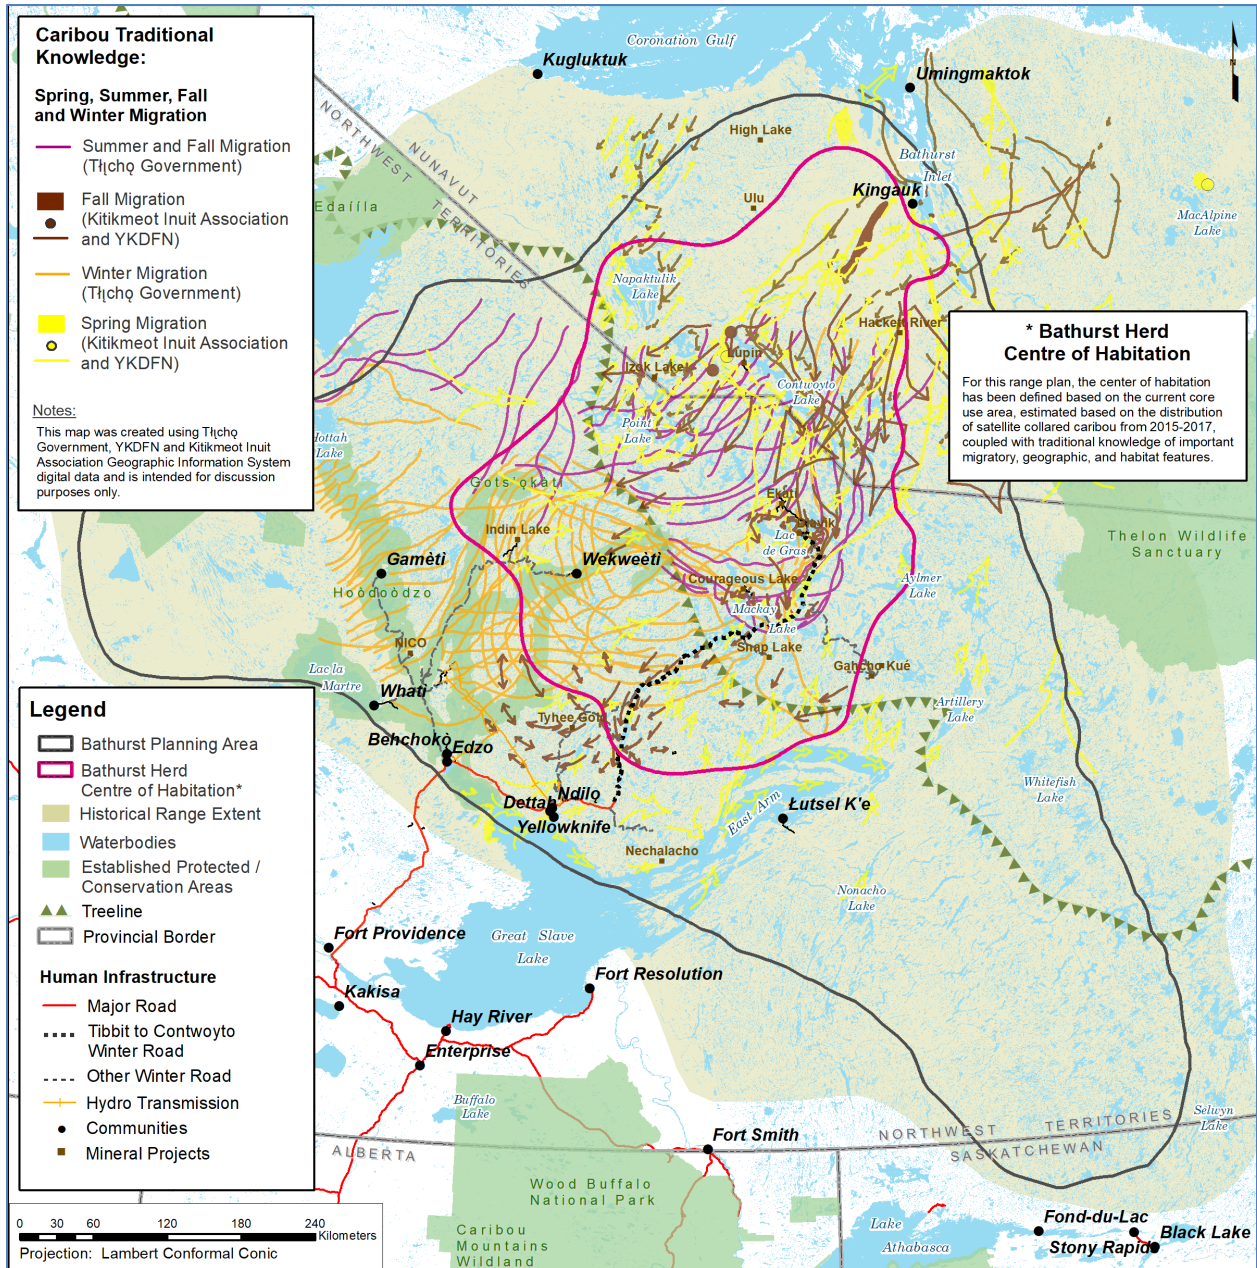 Caribou Traditional
Knowledge:
Spring, Summer, Fall
and Winter Migration
Summer and Fall Migration
(Tłıchǫ Government)
Fall Migration
(Kitikmeot Inuit Association
and YKDFN)
Winter Migration
(Tłıchǫ Government)
Spring Migration
(Kitikmeot Inuit Association
and YKDFN)
Notes:
This map was created using Tłıchǫ
Government, YKDFN and Kitikmeot Inuit
Association Geographic Information System
digital data and is intended for discussion
purposes only.
Coronation Gulf
Kugluktuk
Umingmaktok
N
High Lake
Bathurst
Inlet
NORTHWEST TERRITORIES
NUNAVUT
Kingauk
Ulu
MacAlpine
Lake
Edaííla
Napaktulik
Lake
Hackett River
* Bathurst Herd
Centre of Habitation
For this range plan, the center of habitation
has been defined based on the current core
use area, estimated based on the distribution
of satellite collared caribou from 2015-2017,
coupled with traditional knowledge of important
migratory, geographic, and habitat features.
Lupin
Izok Lake
Contwoyto
Lake
Point
Lake
Hottah
Lake
Gots'ǫkàtì
Ekati
Diavik
Indin Lake
Lac
de Gras
Thelon Wildlife
Sanctuary
Gamètì
Wekweètì
Hoòdoòdzo
Courageous Lake
Aylmer
Lake
Mackay
Lake
NICO
Snap Lake
Gahcho Kué
Lac la
Martre
Whatì
Artillery
Lake
Tyhee Gold
Behchokò
Edzo
Whitefish
Lake
Dettah
Ndilǫ
Yellowknife
East Arm
Łutsel K'e
Nechalacho
Nonacho
Lake
Legend
Bathurst Planning Area
Bathurst Herd
Centre of Habitation*
Historical Range Extent
Waterbodies
Established Protected /
Conservation Areas
Treeline
Provincial Border
Human Infrastructure
Major Road
Tibbit to Contwoyto
Winter Road
Other Winter Road
Hydro Transmission
Communities
Mineral Projects
Fort Providence
Great Slave
Lake
Fort Resolution
Kakisa
Hay River
Enterprise
Buffalo
Lake
Selwyn
Lake
Fort Smith
NORTHWEST TERRITORIES
SASKATCHEWAN
ALBERTA
Wood Buffalo
National Park
Caribou
Mountains
Wildland
Lake
Athabasca
Fond-du-Lac
Black Lake
Stony Rapids
0 30 60 120 180 240
Kilometers
Projection: Lambert Conformal Conic